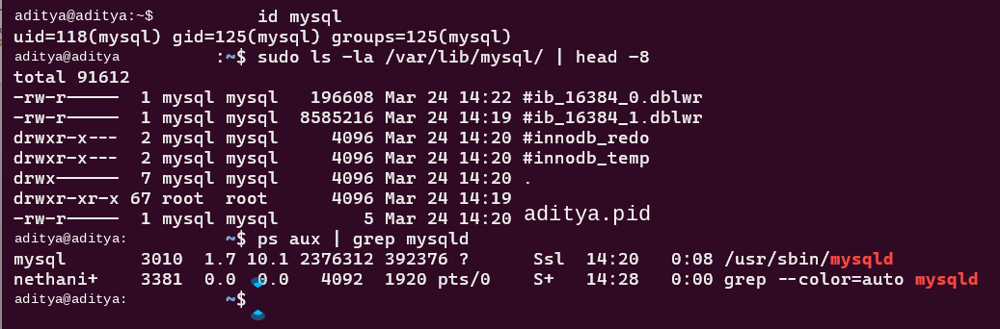 aditya@aditya:~$ id mysql
uid=118(mysql) gid=125(mysql) groups=125(mysql)
aditya@aditya :~$ sudo ls -la /var/lib/mysql/ | head -8
total 91612
-rw-r----- 1 mysql mysql 196608 Mar 24 14:22 #ib_16384_0.dblwr
-rw-r----- 1 mysql mysql 8585216 Mar 24 14:19 #ib_16384_1.dblwr
drwxr-x--- 2 mysql mysql 4096 Mar 24 14:20 #innodb_redo
drwxr-x--- 2 mysql mysql 4096 Mar 24 14:20 #innodb_temp
drwx------ 7 mysql mysql 4096 Mar 24 14:20 .
drwxr-xr-x 67 root root 4096 Mar 24 14:19
-rw-r----- 1 mysql mysql 5 Mar 24 14:20 aditya.pid
aditya@aditya: ~$ ps aux | grep mysqld
mysql 3010 1.7 10.1 2376312 392376 ? Ssl 14:20 0:08 /usr/sbin/mysqld
nethani+ 3381 0.0 0.0 4092 1920 pts/0 S+ 14:28 0:00 grep --color=auto mysqld
aditya@aditya: ~$